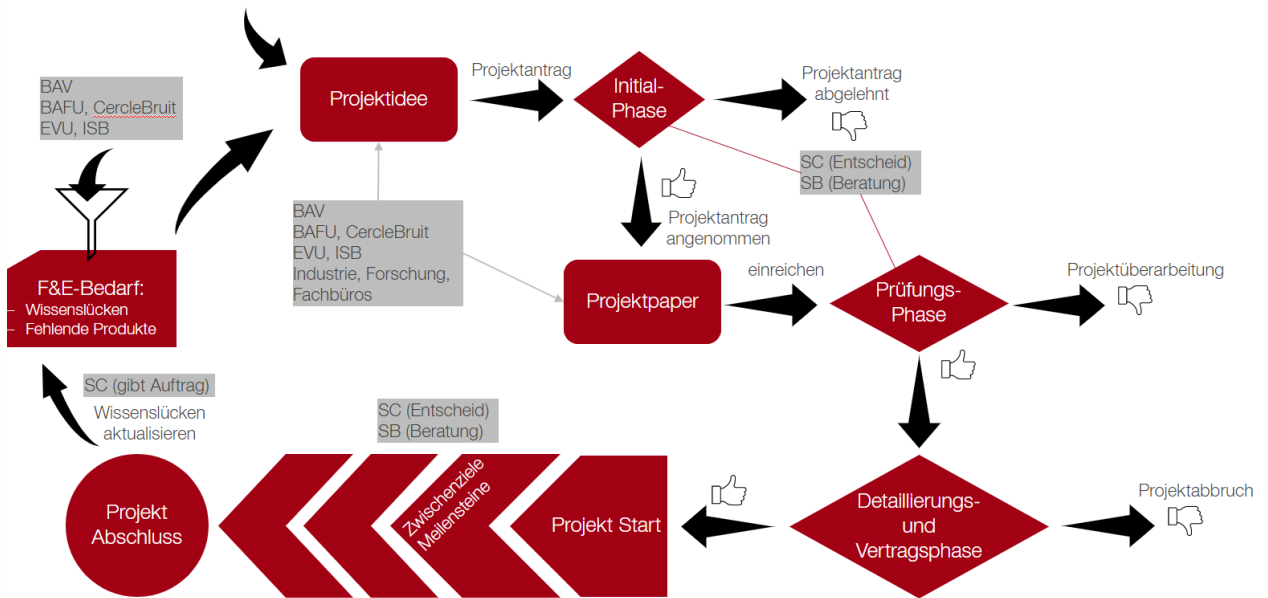 BAV
BAFU, CercleBruit
EVU, ISB
Projektidee
Projektantrag
Initial-
Phase
Projektantrag
abgelehnt
SC (Entscheid)
SB (Beratung)
BAV
BAFU, CercleBruit
EVU, ISB
Industrie, Forschung,
Fachbüros
Projektantrag
angenommen
F&E-Bedarf:
– Wissenslücken
– Fehlende Produkte
Projektpaper
einreichen
Prüfungs-
Phase
Projektüberarbeitung
SC (gibt Auftrag)
Wissenslücken
aktualisieren
SC (Entscheid)
SB (Beratung)
Projekt
Abschluss
Zwischenziele
Meilensteine
Projekt Start
Detaillierungs-
und
Vertragsphase
Projektabbruch